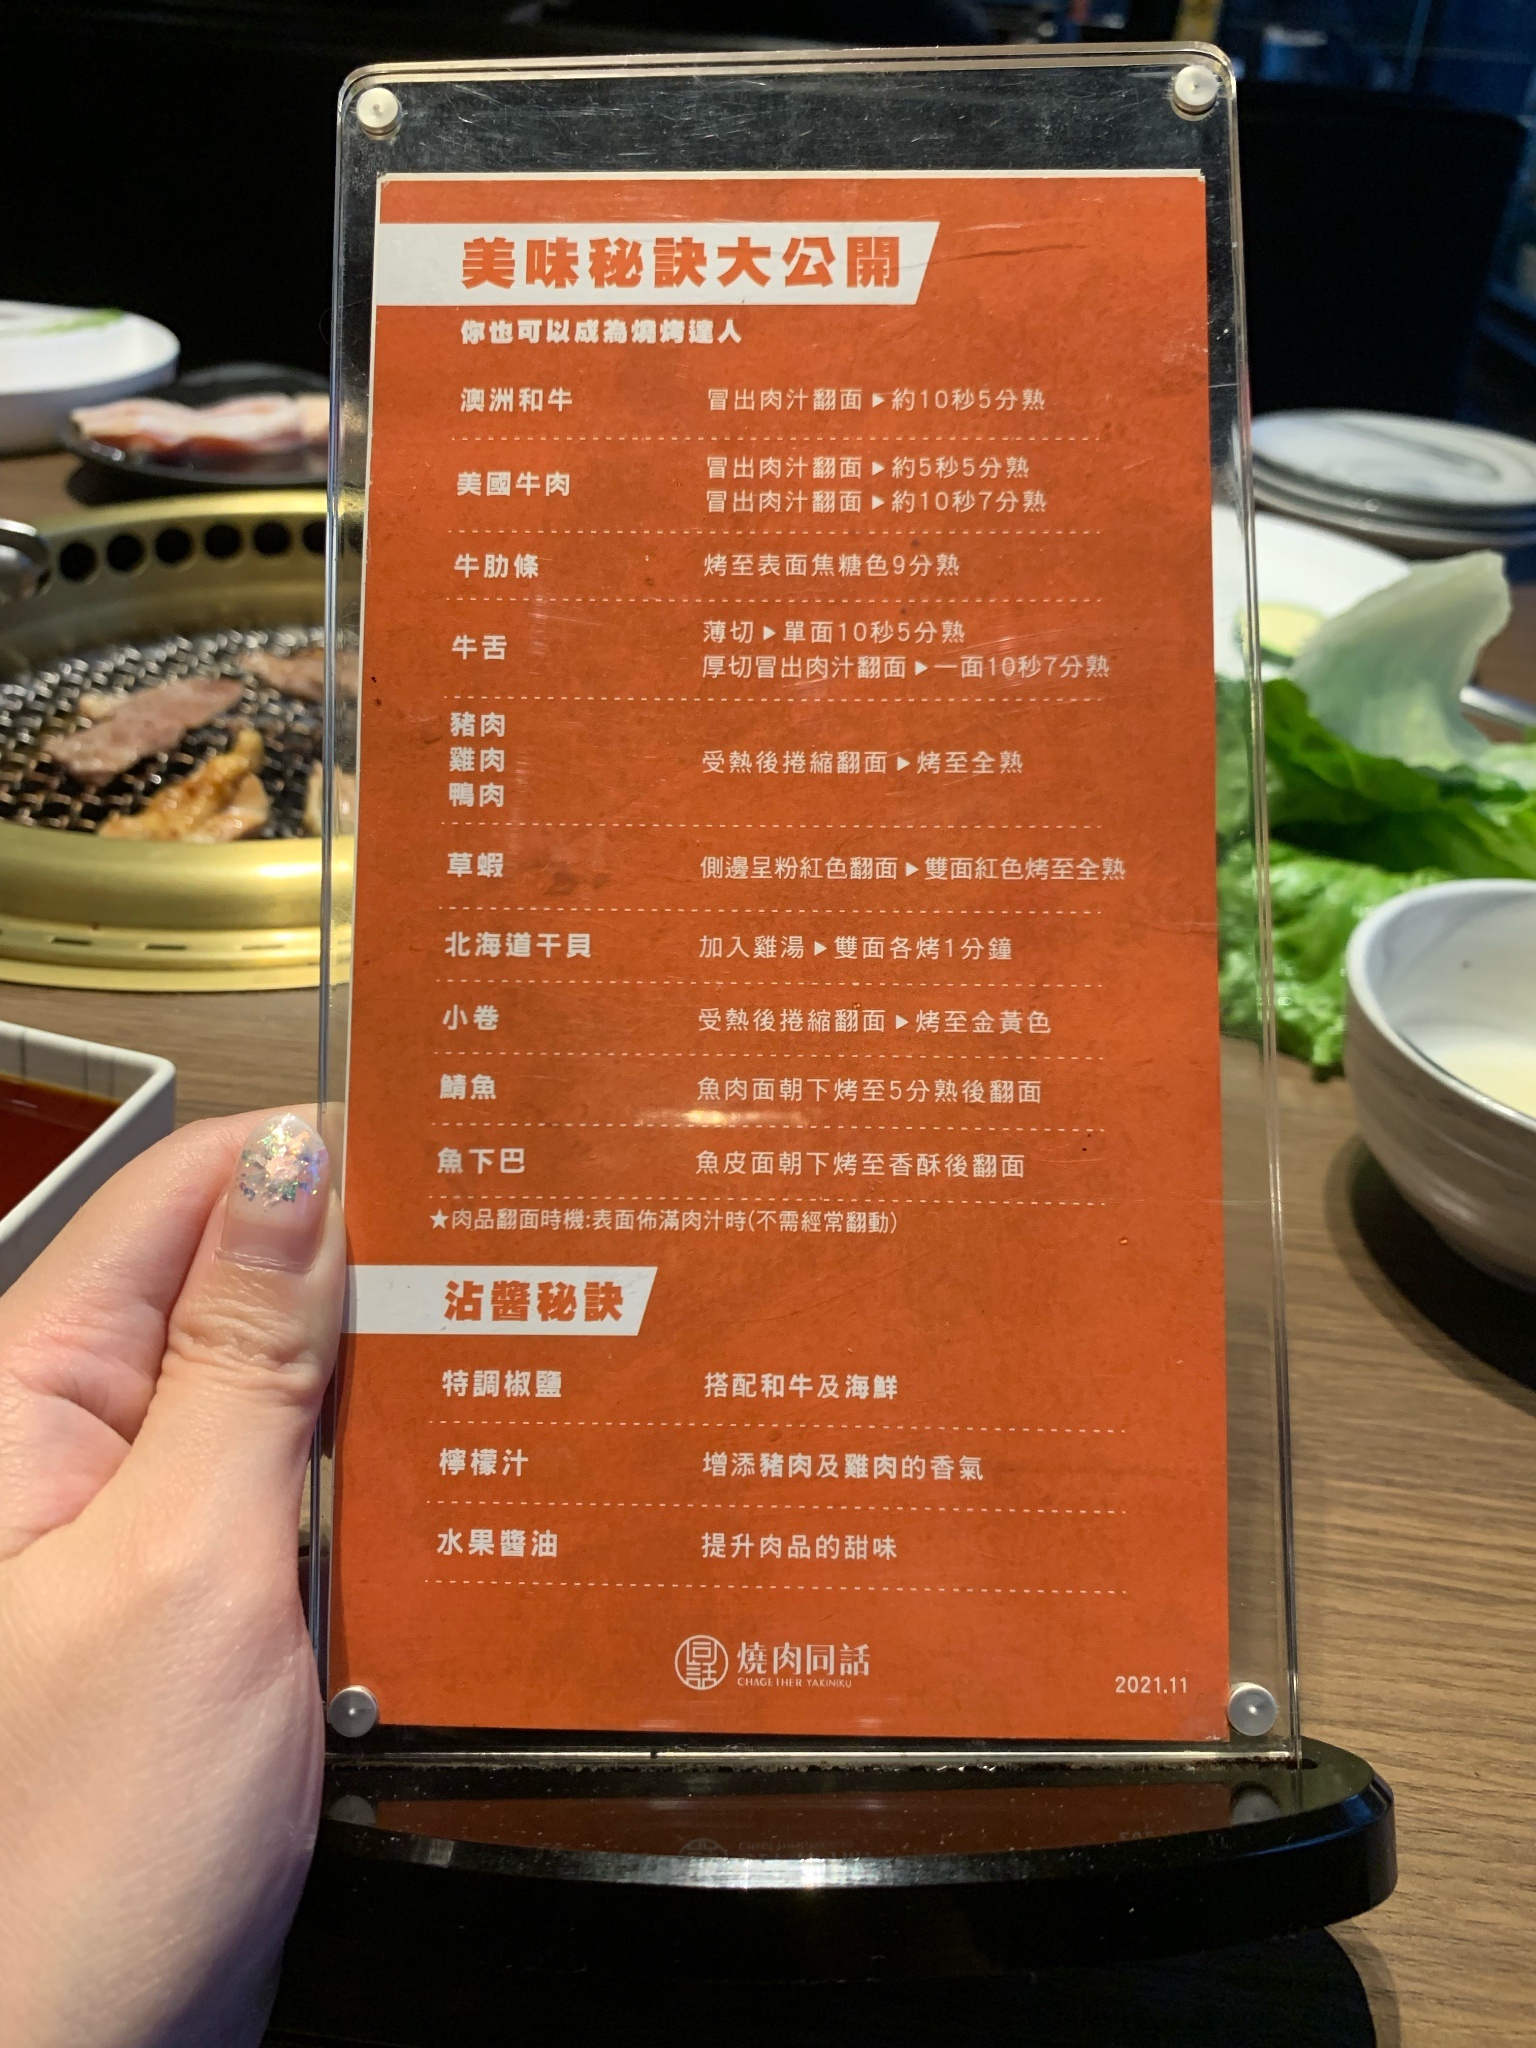 美味秘訣大公開
你也可以成為燒烤達人
澳洲和牛 冒出肉汁翻面▶約10秒5分熟
美國牛肉 冒出肉汁翻面▶約5秒5分熟
冒出肉汁翻面▶約10秒7分熟
牛肋條 烤至表面焦糖色9分熟
牛舌 薄切▶單面10秒5分熟
厚切冒出肉汁翻面▶一面10秒7分熟
豬肉
雞肉 受熱後捲縮翻面▶烤至全熟
鴨肉
草蝦 側邊呈粉紅色翻面▶雙面紅色烤至全熟
北海道干貝 加入雞湯▶雙面各烤1分鐘
小卷 受熱後捲縮翻面▶烤至金黃色
鯖魚 魚肉面朝下烤至5分熟後翻面
魚下巴 魚皮面朝下烤至香酥後翻面
★肉品翻面時機:表面佈滿肉汁時(不需經常翻動)
沾醬秘訣
特調椒鹽 搭配和牛及海鮮
檸檬汁 增添豬肉及雞肉的香氣
水果醬油 提升肉品的甜味
同話 燒肉同話
CHAGETHER YAKINIKU
2021.11